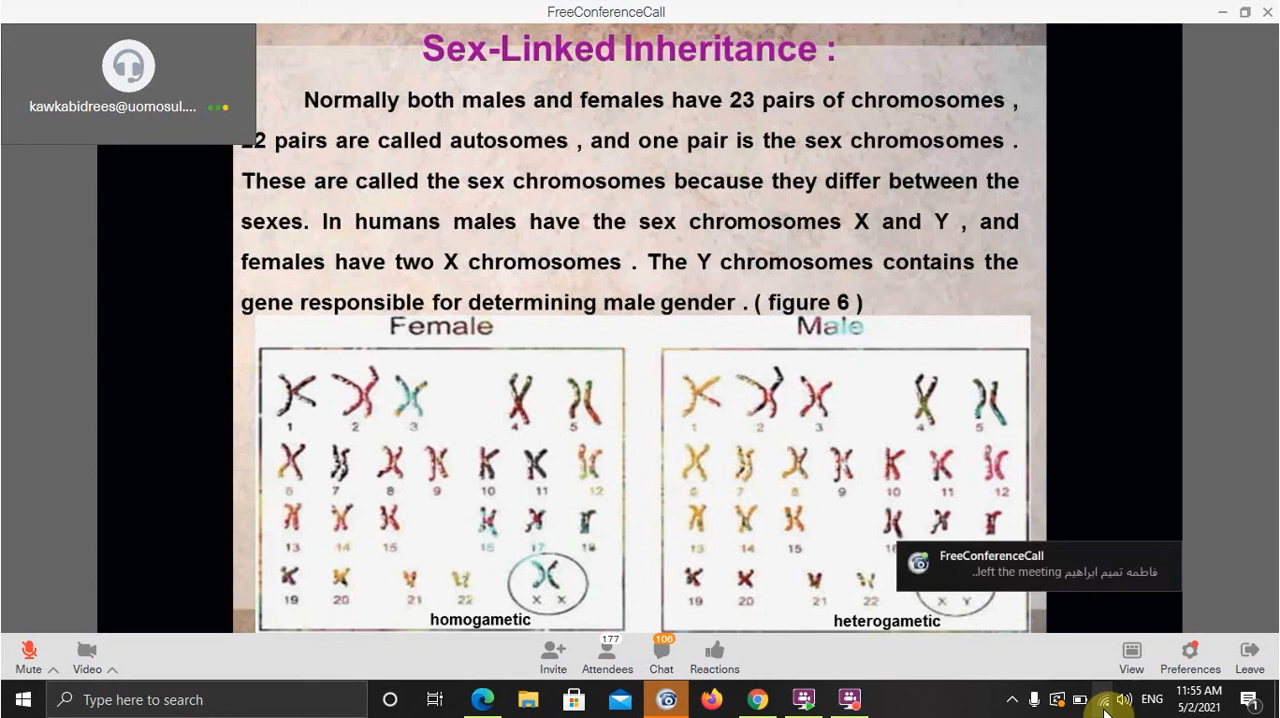 FreeConferenceCall
kawkabidrees@uomosul....
Sex-Linked Inheritance :
Normally both males and females have 23 pairs of chromosomes ,
22 pairs are called autosomes , and one pair is the sex chromosomes .
These are called the sex chromosomes because they differ between the
sexes. In humans males have the sex chromosomes X and Y , and
females have two X chromosomes . The Y chromosomes contains the
gene responsible for determining male gender . ( figure 6 )
Female Male
1 2 3 4 5 1 2 3 4 5
6 7 8 9 10 11 12 6 7 8 9 10 11 12
13 14 15 16 17 18 13 14 15
19 20 21 22 X X 19 20 21 22 X Y
homogametic heterogametic
FreeConferenceCall
..left the meeting فاطمه تميم ابراهيم
177 106
Mute Video Invite Attendees Chat Reactions View Preferences Leave
Type here to search
ENG
11:55 AM
5/2/2021
1